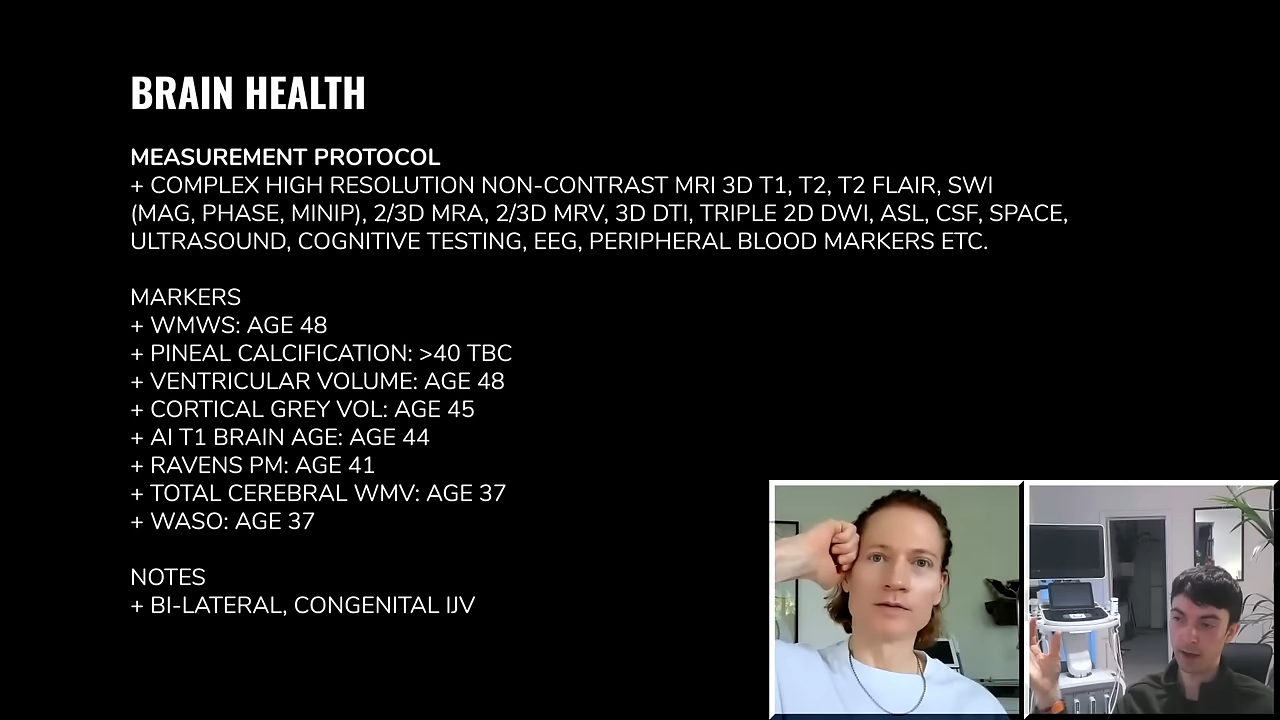 BRAIN HEALTH
MEASUREMENT PROTOCOL
+ COMPLEX HIGH RESOLUTION NON-CONTRAST MRI 3D T1, T2, T2 FLAIR, SWI
(MAG, PHASE, MINIP), 2/3D MRA, 2/3D MRV, 3D DTI, TRIPLE 2D DWI, ASL, CSF, SPACE,
ULTRASOUND, COGNITIVE TESTING, EEG, PERIPHERAL BLOOD MARKERS ETC.
MARKERS
+ WMWS: AGE 48
+ PINEAL CALCIFICATION: >40 TBC
+ VENTRICULAR VOLUME: AGE 48
+ CORTICAL GREY VOL: AGE 45
+ AI T1 BRAIN AGE: AGE 44
+ RAVENS PM: AGE 41
+ TOTAL CEREBRAL WMV: AGE 37
+ WASO: AGE 37
NOTES
+ BI-LATERAL, CONGENITAL IJV